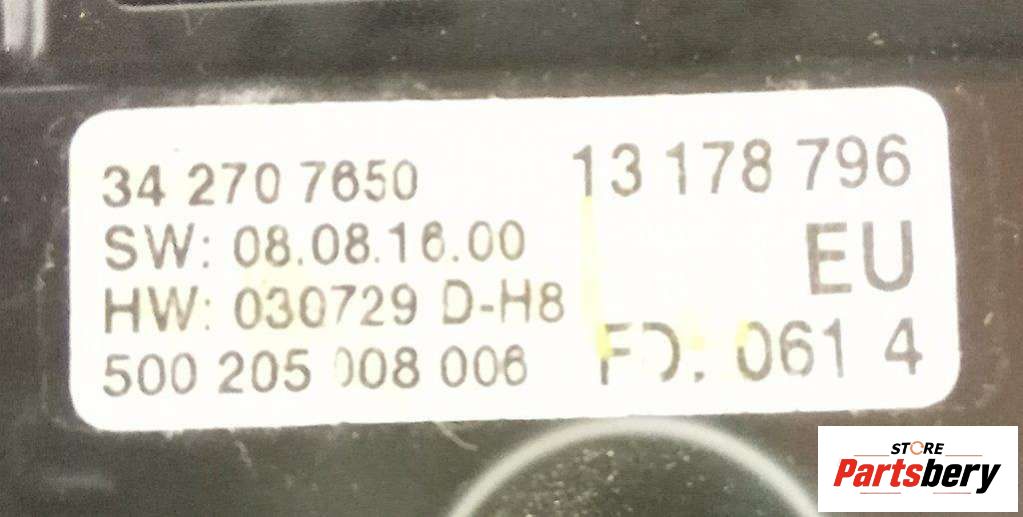 34 270 7650
13 178 796
SW: 08.08.16.00
EU
HW: 030729 D-H8
500 205 008 006
FD: 061 4
STORE
Partsbery